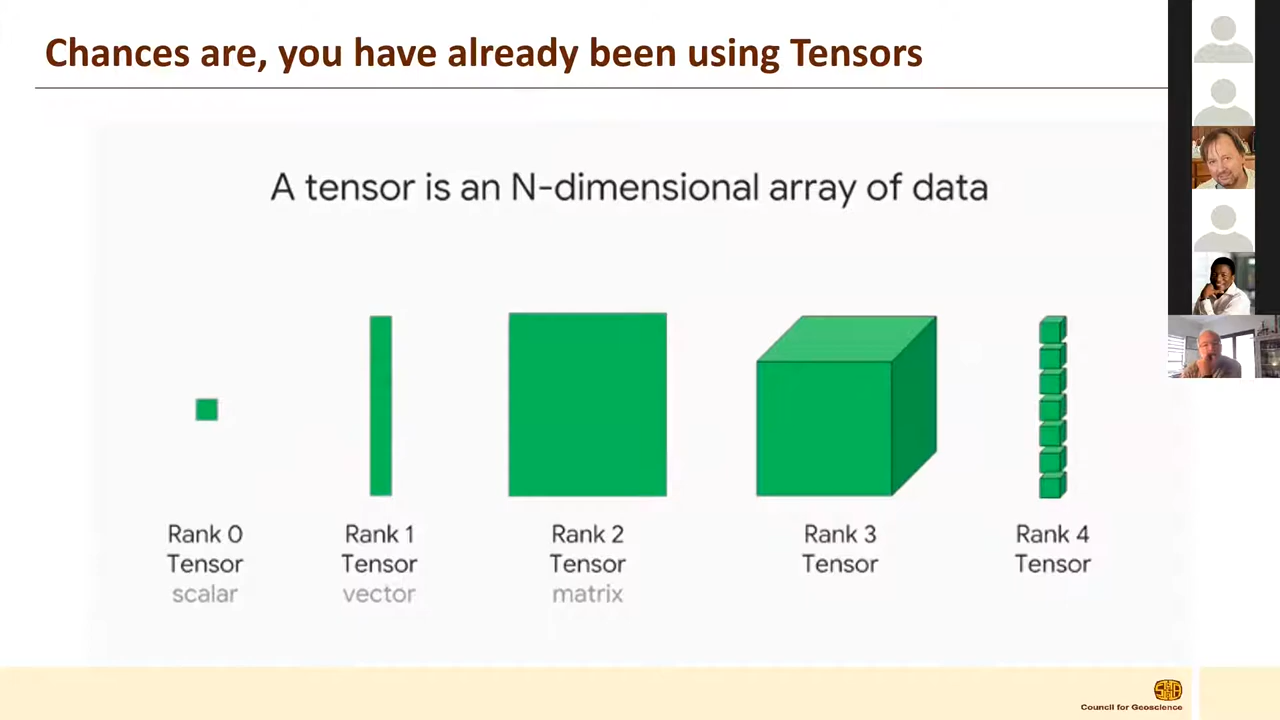 Chances are, you have already been using Tensors
A tensor is an N-dimensional array of data
Rank 0
Tensor
scalar
Rank 1
Tensor
vector
Rank 2
Tensor
matrix
Rank 3
Tensor
Rank 4
Tensor
Council for Geoscience